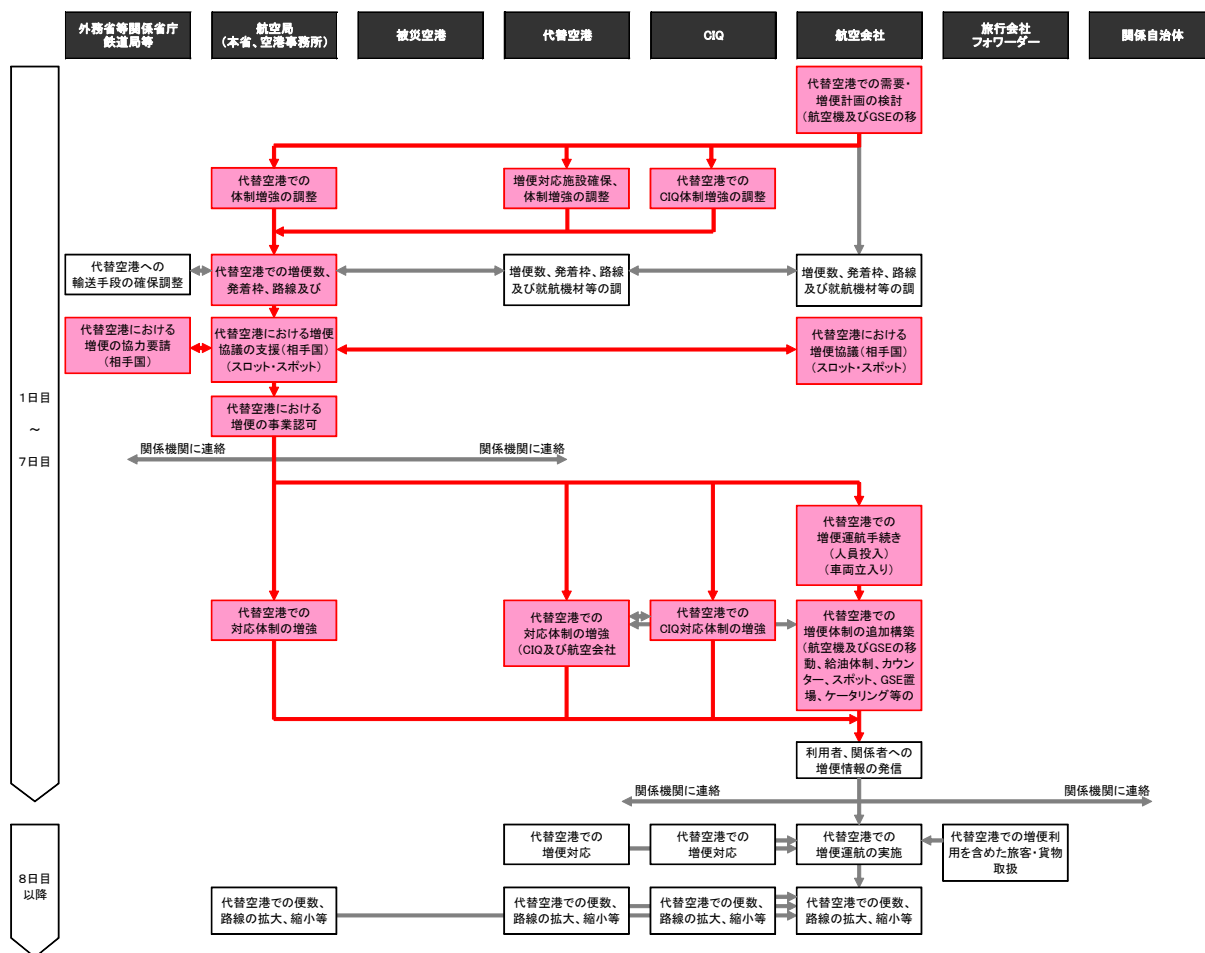 外務省等関係省庁
鉄道局等
航空局
(本省、空港事務所)
被災空港
代替空港
CIQ
航空会社
旅行会社
フォワーダー
関係自治体
代替空港での需要・
増便計画の検討
(航空機及びGSEの移
代替空港での
体制増強の調整
増便対応施設確保、
体制増強の調整
代替空港での
CIQ体制増強の調整
代替空港への
輸送手段の確保調整
代替空港での増便数、
発着枠、路線及び
増便数、発着枠、路線
及び就航機材等の調
増便数、発着枠、路線
及び就航機材等の調
代替空港における
増便の協力要請
(相手国)
代替空港における増便
協議の支援(相手国)
(スロット・スポット)
代替空港における
増便協議(相手国)
(スロット・スポット)
1日目
～
7日目
代替空港における
増便の事業認可
関係機関に連絡
関係機関に連絡
代替空港での
増便運航手続き
(人員投入)
(車両立入り)
代替空港での
対応体制の増強
代替空港での
対応体制の増強
(CIQ及び航空会社
代替空港での
CIQ対応体制の増強
代替空港での
増便体制の追加構築
(航空機及びGSEの移
動、給油体制、カウン
ター、スポット、GSE置
場、ケータリング等の
利用者、関係者への
増便情報の発信
関係機関に連絡
関係機関に連絡
8日目
以降
代替空港での
増便対応
代替空港での
増便対応
代替空港での
増便運航の実施
代替空港での増便利
用を含めた旅客・貨物
取扱
代替空港での便数、
路線の拡大、縮小等
代替空港での便数、
路線の拡大、縮小等
代替空港での便数、
路線の拡大、縮小等
代替空港での便数、
路線の拡大、縮小等